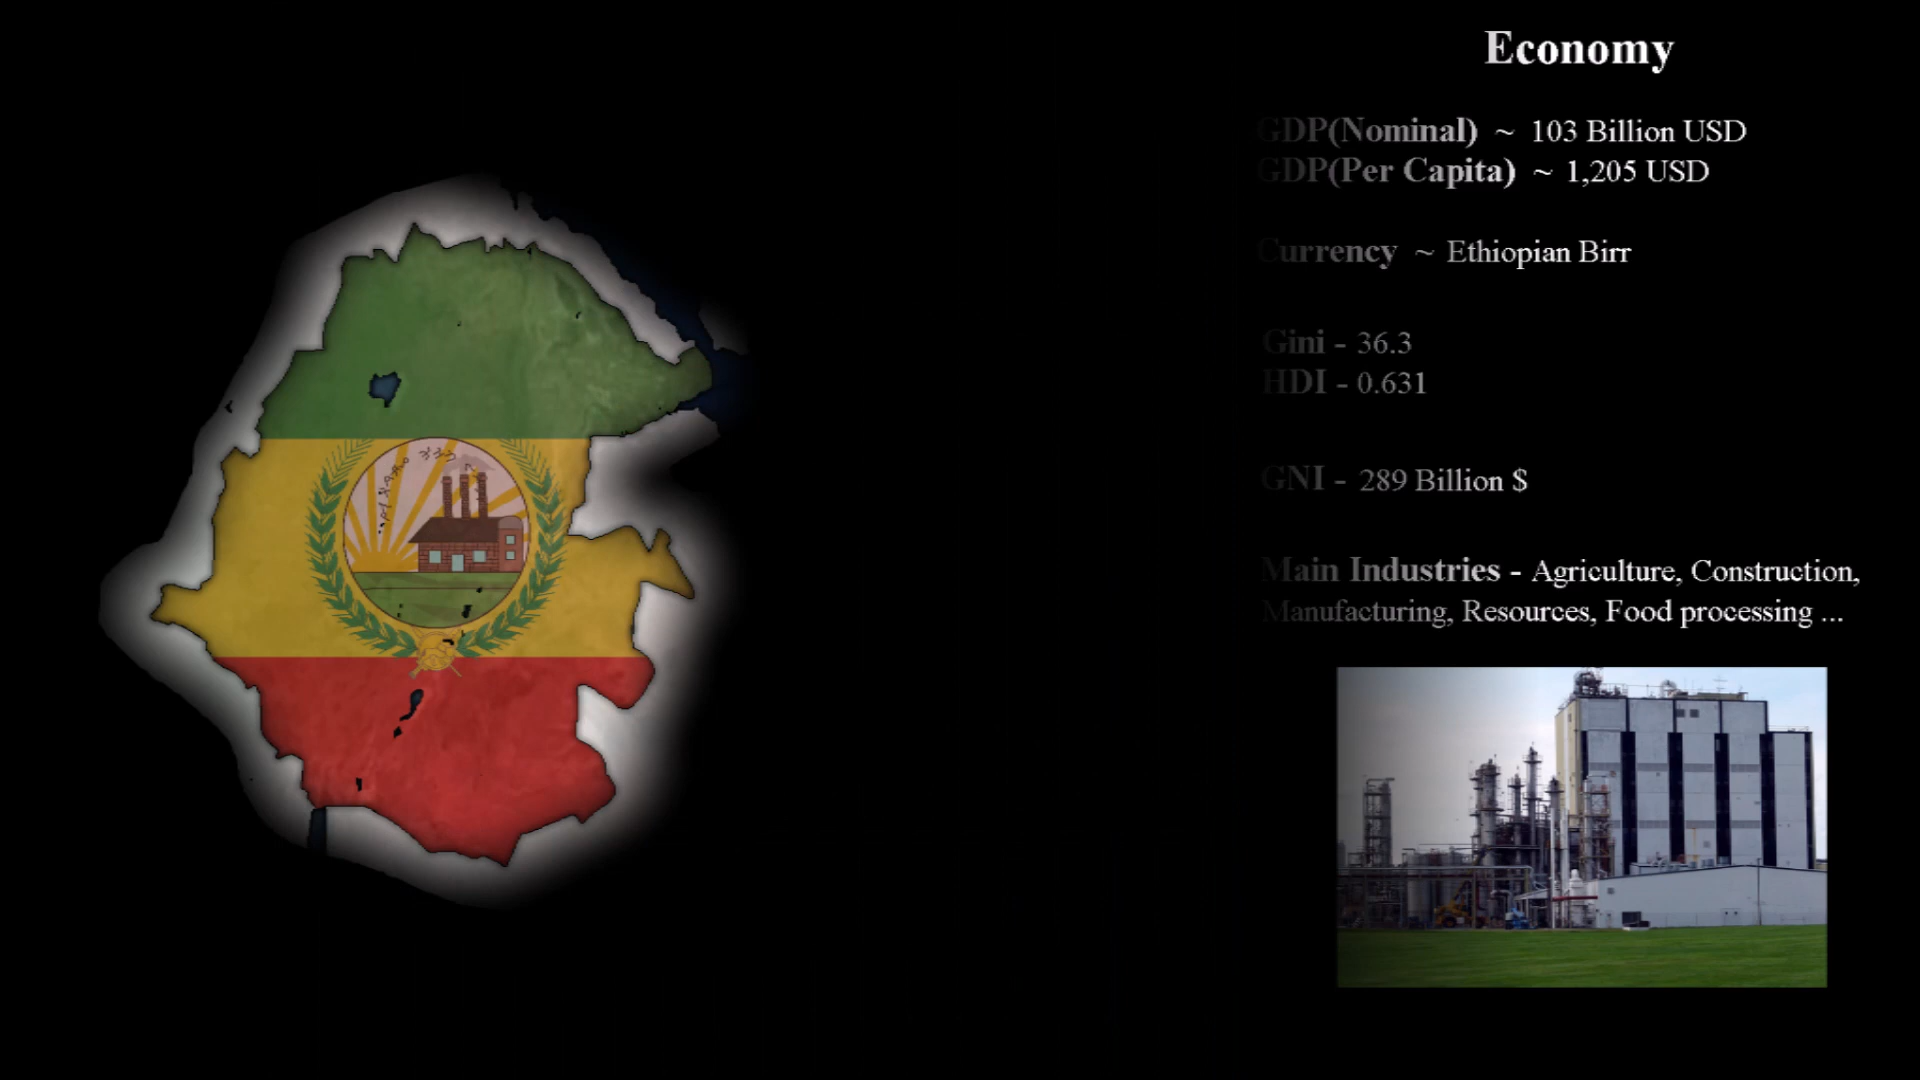 Economy
GDP(Nominal) ~ 103 Billion USD
GDP(Per Capita) ~ 1,205 USD
Currency ~ Ethiopian Birr
Gini - 36.3
HDI - 0.631
GNI - 289 Billion $
Main Industries - Agriculture, Construction,
Manufacturing, Resources, Food processing ...